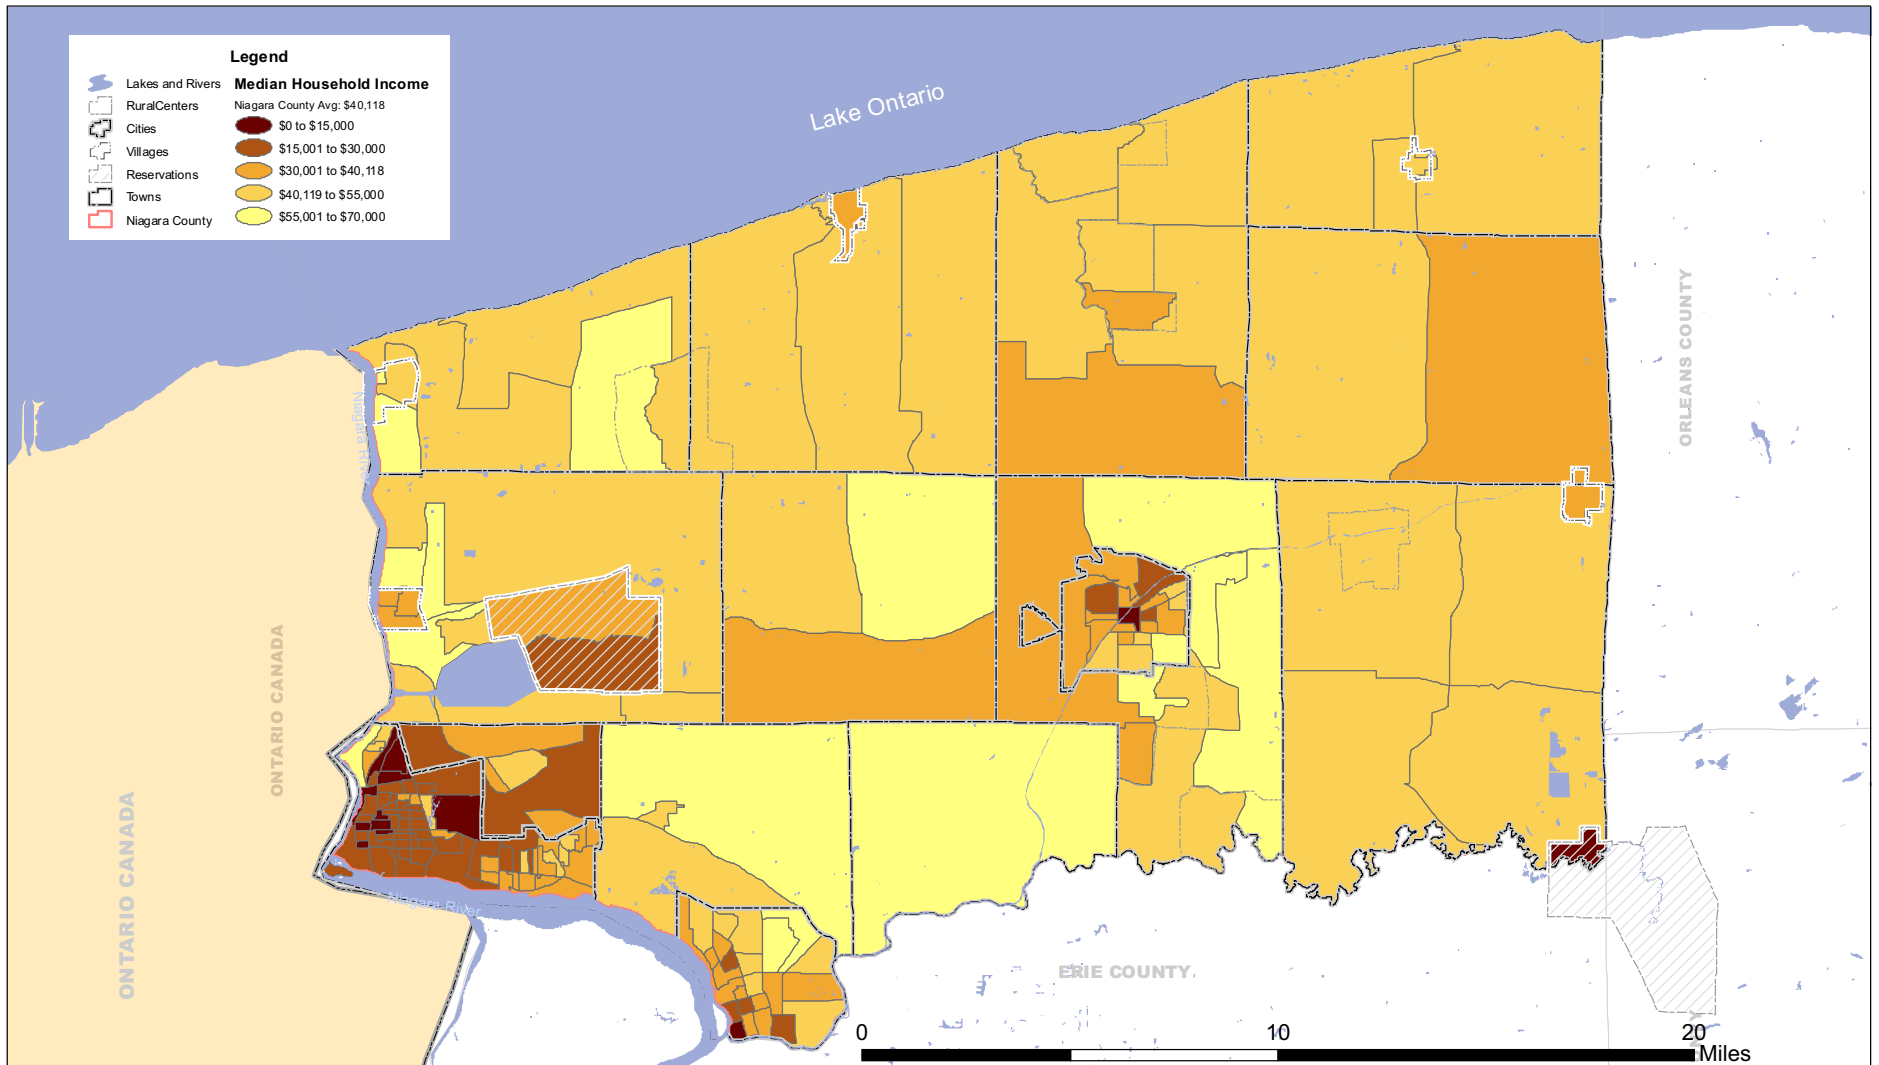 Legend
Lakes and Rivers
RuralCenters
Cities
Villages
Reservations
Towns
Niagara County
Median Household Income
Niagara County Avg: $40,118
$0 to $15,000
$15,001 to $30,000
$30,001 to $40,118
$40,119 to $55,000
$55,001 to $70,000
Lake Ontario
Niagara River
ORLEANS COUNTY
ONTARIO CANADA
ONTARIO CANADA
Niagara River
ERIE COUNTY
0 10 20
Miles